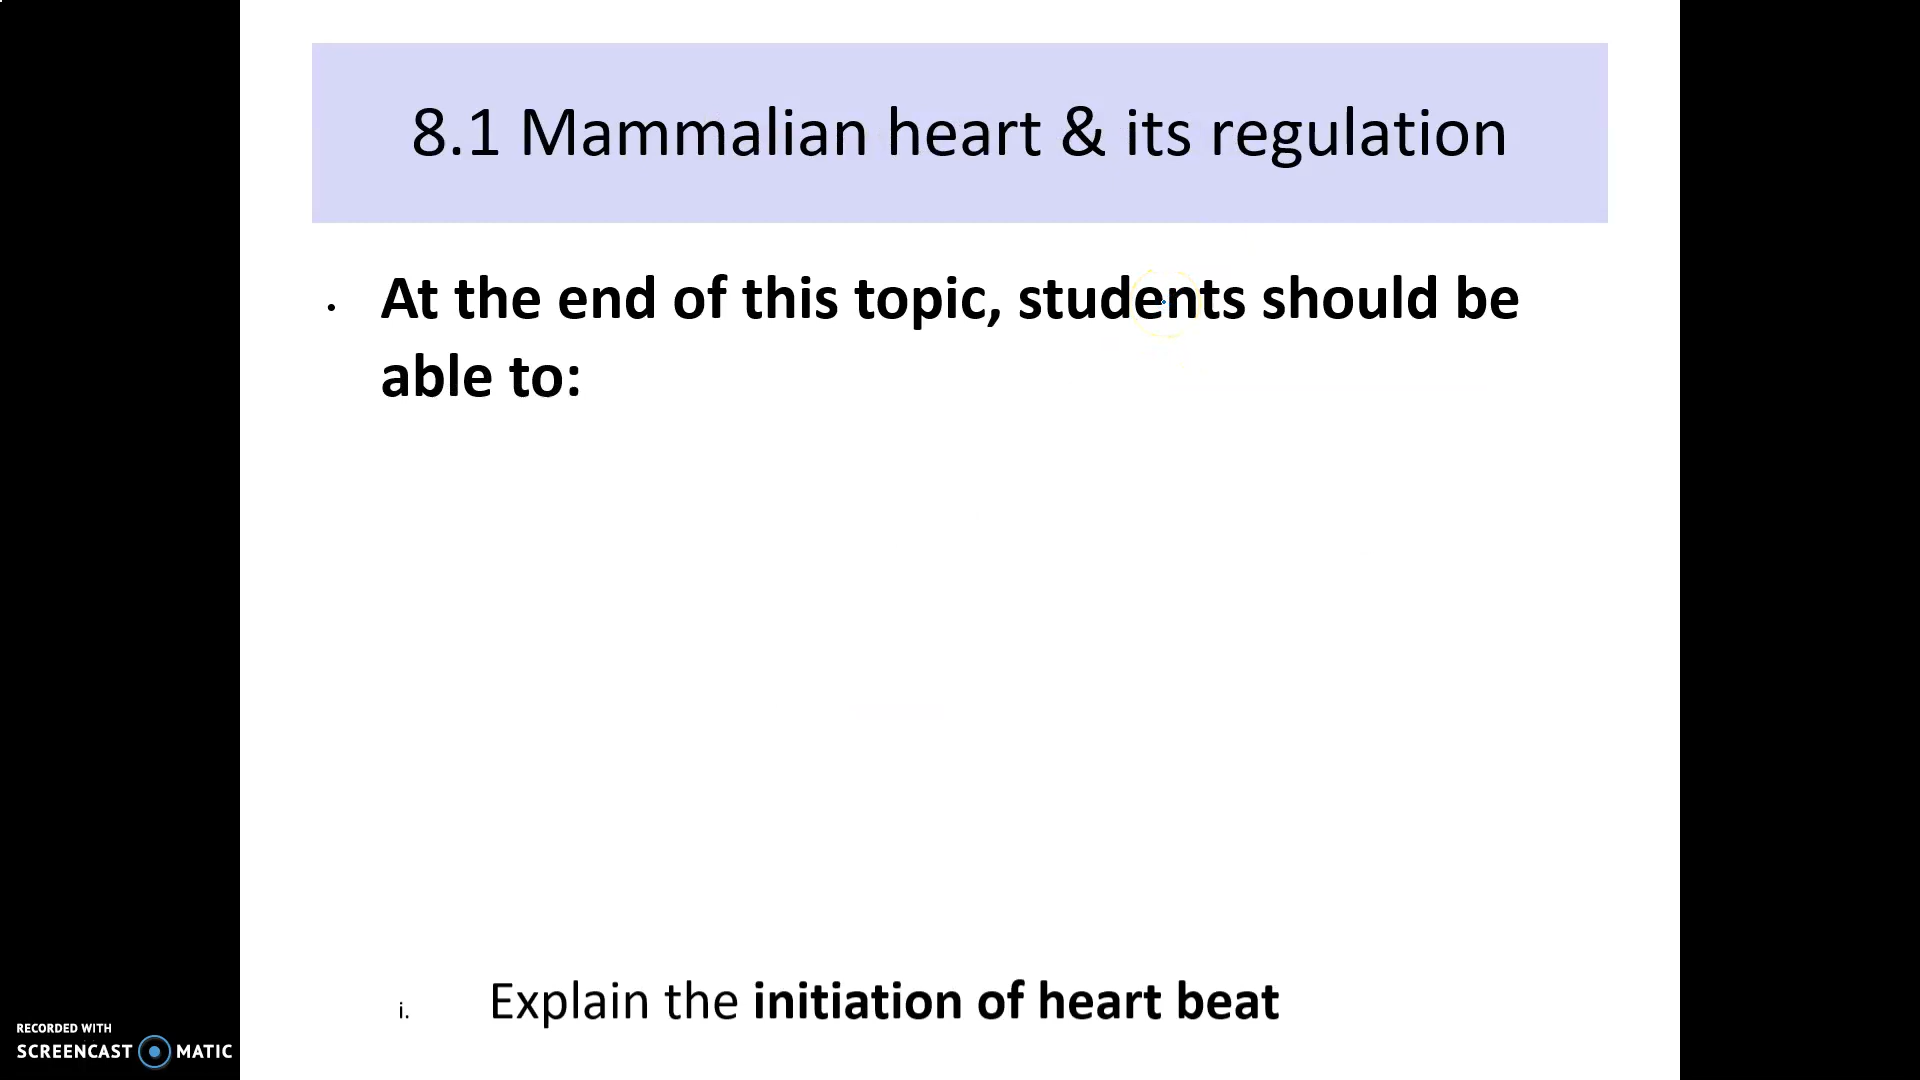 8.1 Mammalian heart & its regulation
• At the end of this topic, students should be
able to:
i. Explain the initiation of heart beat
RECORDED WITH
SCREENCAST MATIC